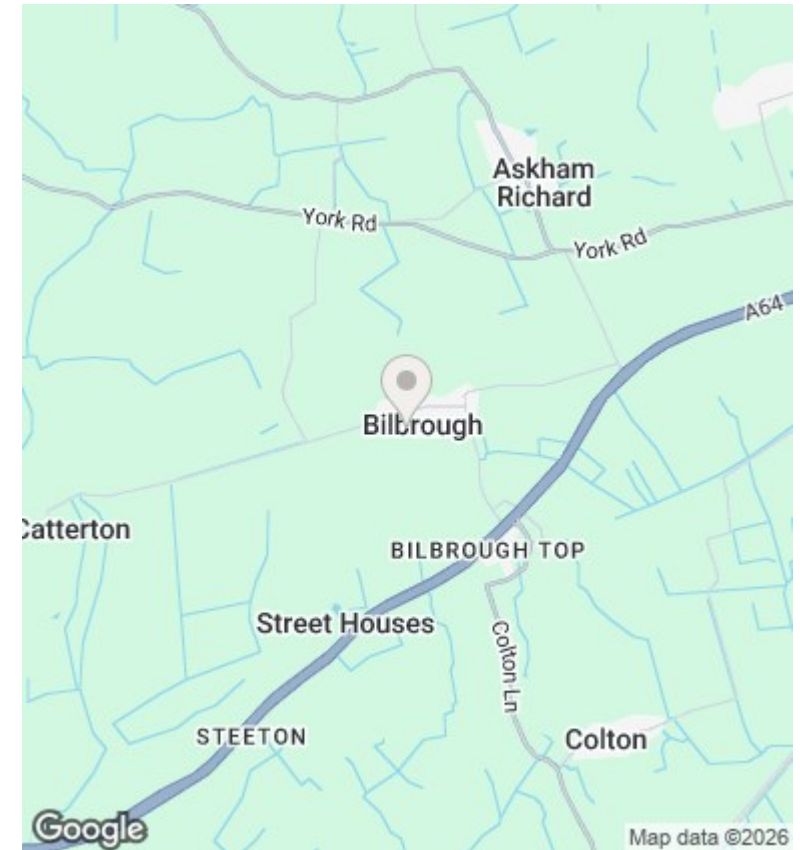 Askham
Richard
York Rd
York Rd
A64
Bilbrough
Catterton
BILBROUGH TOP
Street Houses
Colton Ln
STEETON
Colton
Google
Map data ©2026